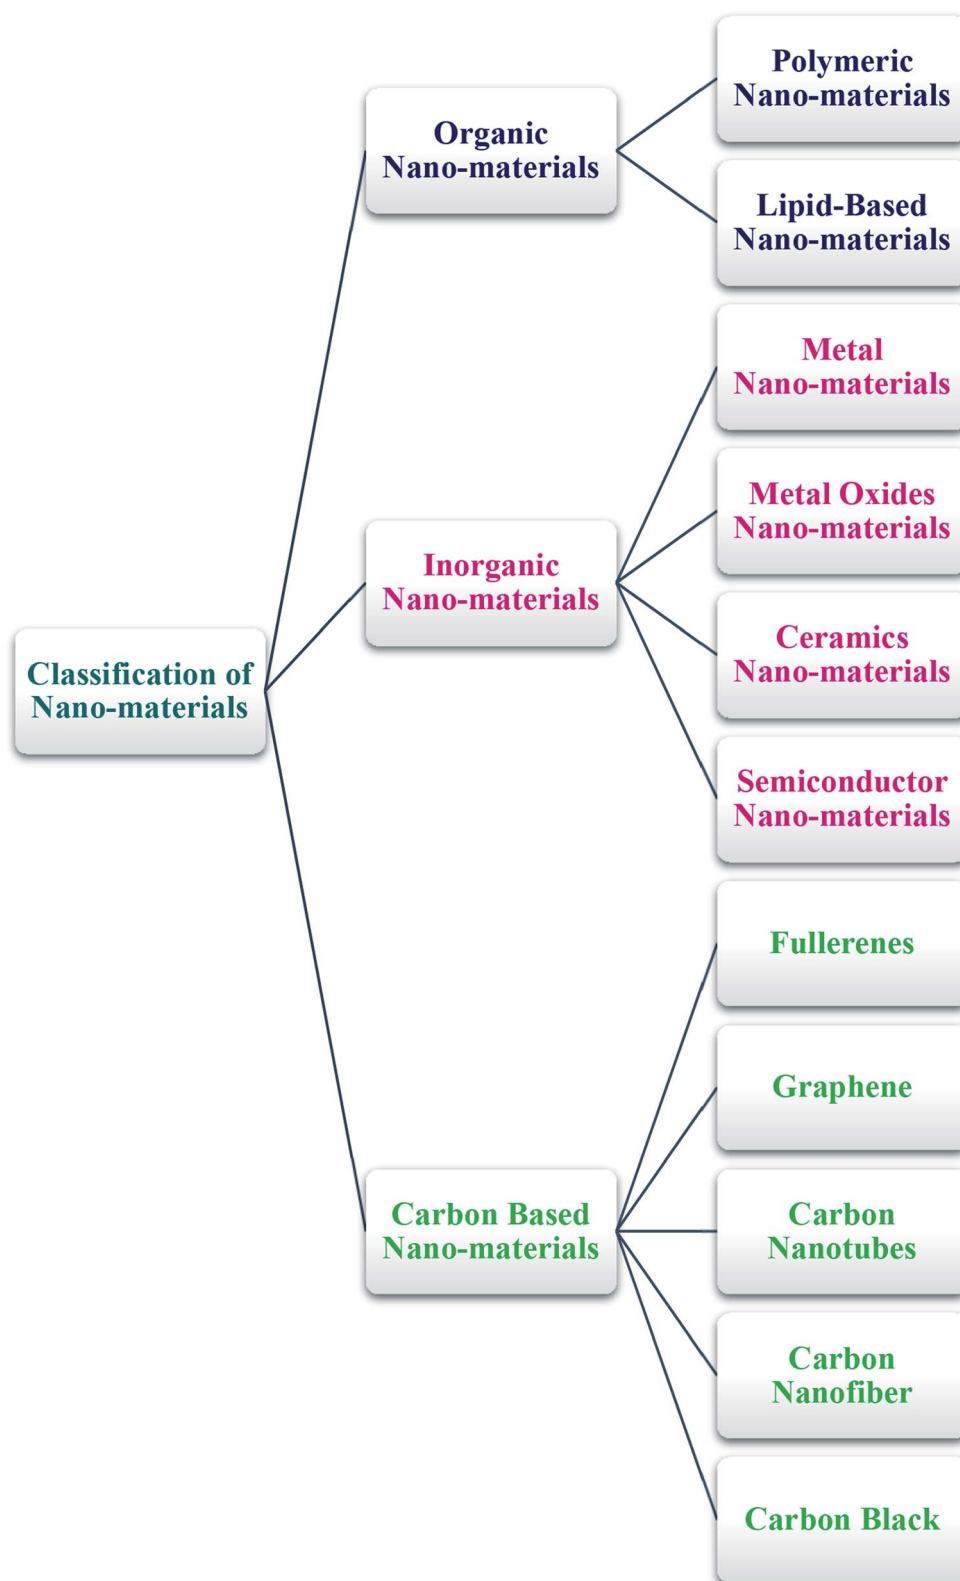 Classification of
Nano-materials
Organic
Nano-materials
Polymeric
Nano-materials
Lipid-Based
Nano-materials
Inorganic
Nano-materials
Metal
Nano-materials
Metal Oxides
Nano-materials
Ceramics
Nano-materials
Semiconductor
Nano-materials
Carbon Based
Nano-materials
Fullerenes
Graphene
Carbon
Nanotubes
Carbon
Nanofiber
Carbon Black